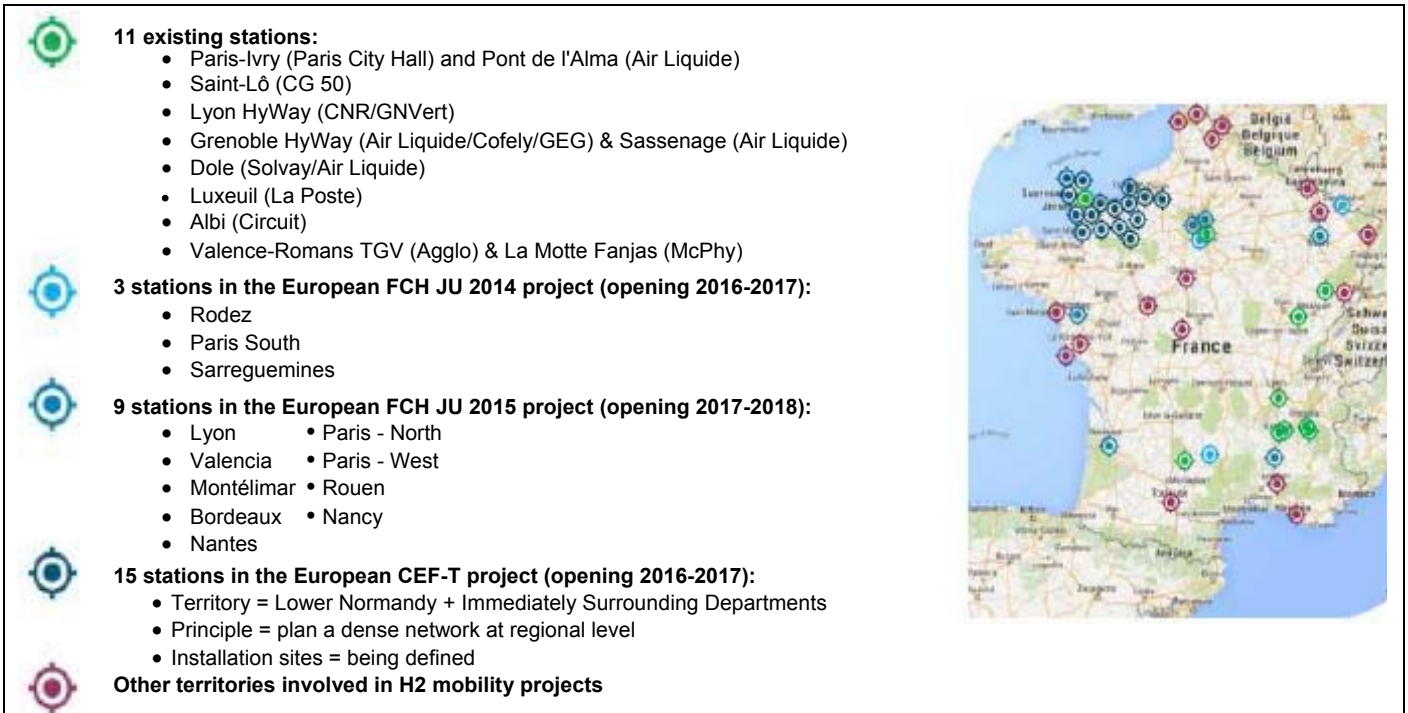 11 existing stations:
• Paris-Ivry (Paris City Hall) and Pont de l'Alma (Air Liquide)
• Saint-Lô (CG 50)
• Lyon HyWay (CNR/GNVert)
• Grenoble HyWay (Air Liquide/Cofely/GEG) & Sassenage (Air Liquide)
• Dole (Solvay/Air Liquide)
• Luxeuil (La Poste)
• Albi (Circuit)
• Valence-Romans TGV (Agglo) & La Motte Fanjas (McPhy)
3 stations in the European FCH JU 2014 project (opening 2016-2017):
• Rodez
• Paris South
• Sarreguemines
9 stations in the European FCH JU 2015 project (opening 2017-2018):
• Lyon • Paris - North
• Valencia • Paris - West
• Montélimar • Rouen
• Bordeaux • Nancy
• Nantes
15 stations in the European CEF-T project (opening 2016-2017):
• Territory = Lower Normandy + Immediately Surrounding Departments
• Principle = plan a dense network at regional level
• Installation sites = being defined
Other territories involved in H2 mobility projects
België
Belgique
Belgium
France
Switzerland
Toulouse